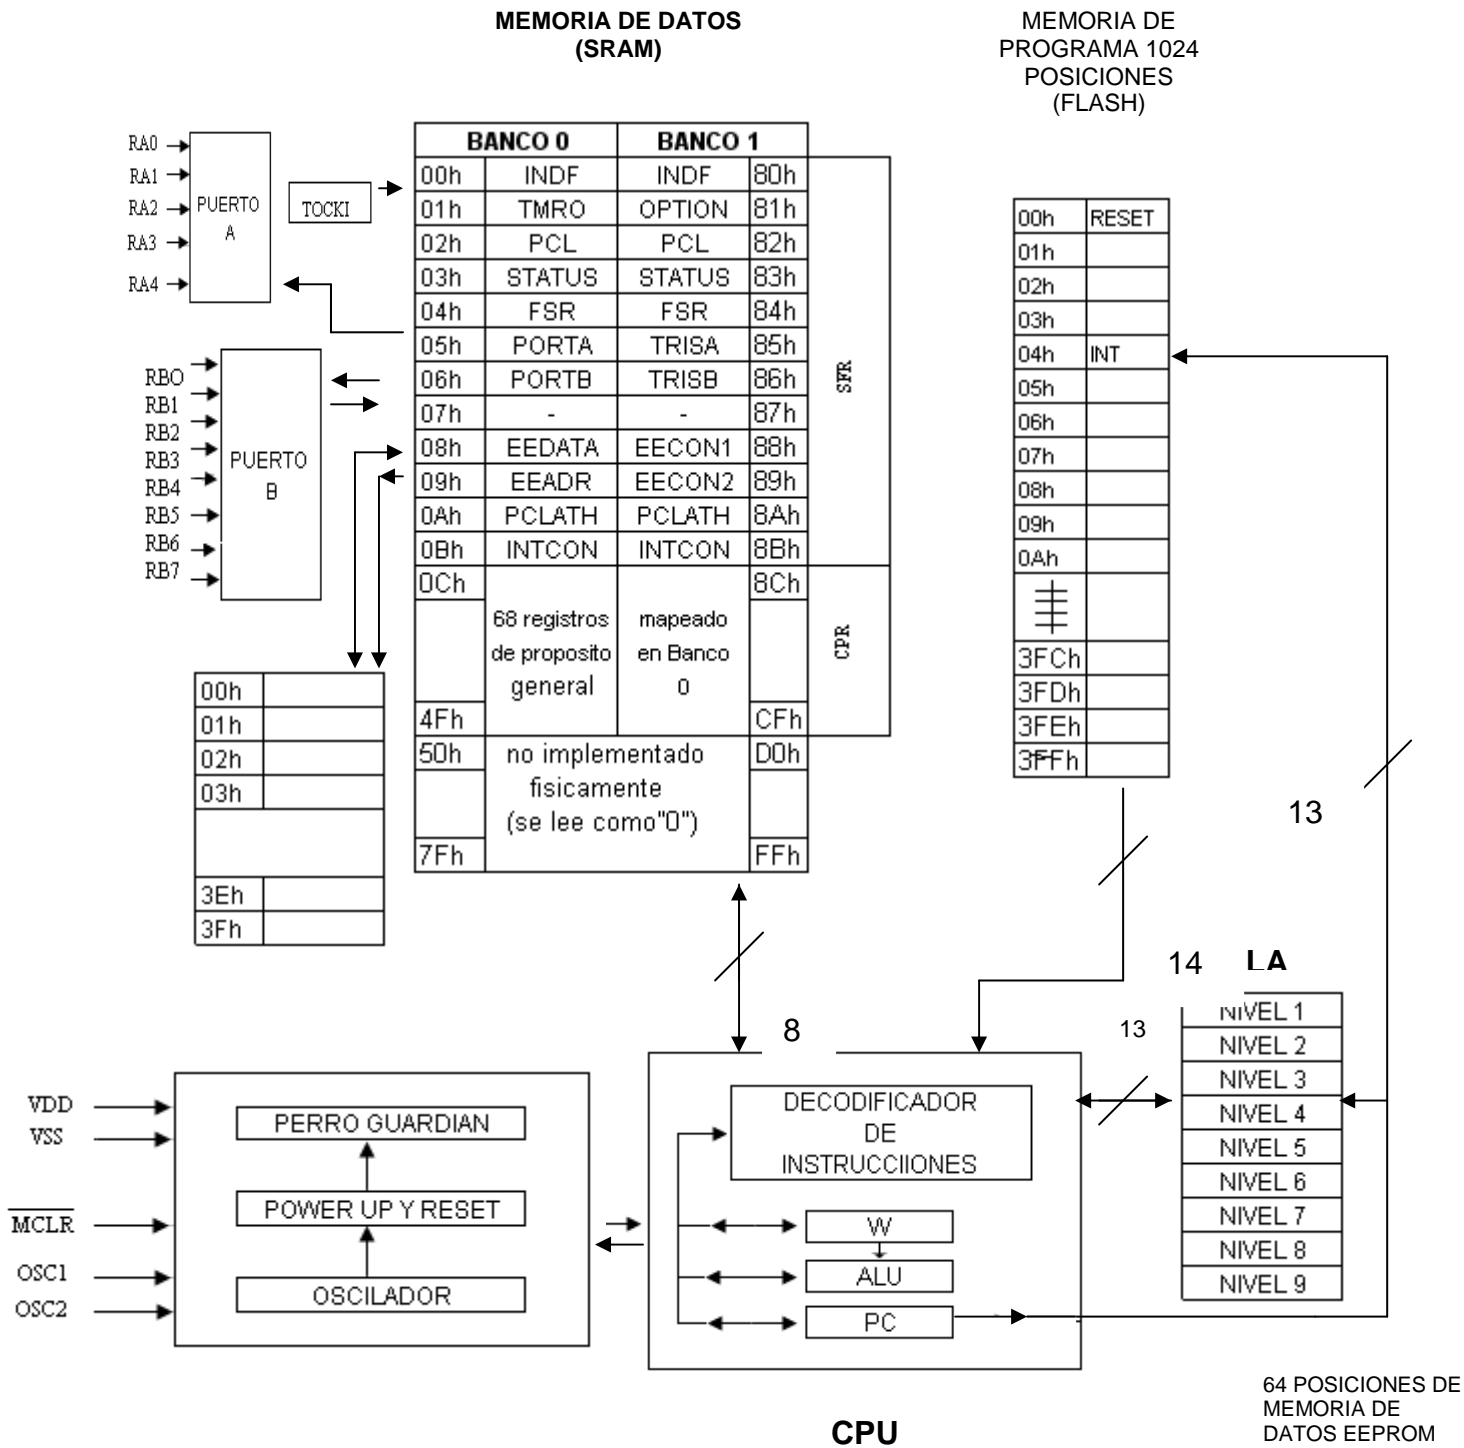 MEMORIA DE DATOS
(SRAM)
MEMORIA DE
PROGRAMA 1024
POSICIONES
(FLASH)
RA0
RA1
RA2
RA3
RA4
PUERTO
A
TOCKI
RBO
RB1
RB2
RB3
RB4
RB5
RB6
RB7
PUERTO
B
BANCO 0 BANCO 1
00h INDF INDF 80h
01h TMRO OPTION 81h
02h PCL PCL 82h
03h STATUS STATUS 83h
04h FSR FSR 84h
05h PORTA TRISA 85h
06h PORTB TRISB 86h
07h - - 87h
08h EEDATA EECON1 88h
09h EEADR EECON2 89h
0Ah PCLATH PCLATH 8Ah
0Bh INTCON INTCON 8Bh
0Ch 8Ch
68 registros mapeado
de proposito en Banco
general 0
4Fh CFh
50h no implementado D0h
fisicamente
(se lee como"0")
7Fh FFh
SFR
CPR
00h RESET
01h
02h
03h
04h INT
05h
06h
07h
08h
09h
0Ah
3FCh
3FDh
3FEh
3FFh
00h
01h
02h
03h
3Eh
3Fh
13
14
LA
8
13
NIVEL 1
NIVEL 2
NIVEL 3
NIVEL 4
NIVEL 5
NIVEL 6
NIVEL 7
NIVEL 8
NIVEL 9
VDD
VSS
MCLR
OSC1
OSC2
PERRO GUARDIAN
POWER UP Y RESET
OSCILADOR
DECODIFICADOR
DE
INSTRUCCIIONES
W
ALU
PC
CPU
64 POSICIONES DE
MEMORIA DE
DATOS EEPROM